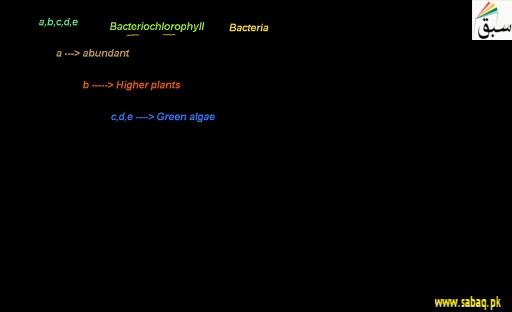 a,b,c,d,e Bacteriochlorophyll Bacteria
سبق
a ---> abundant
b -----> Higher plants
c,d,e ----> Green algae
www.sabaq.pk